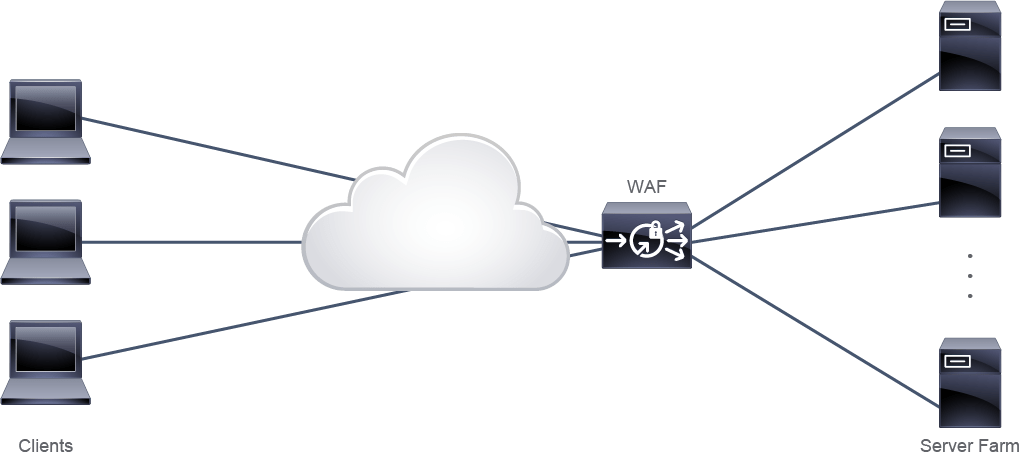 WAF
Clients
Server Farm